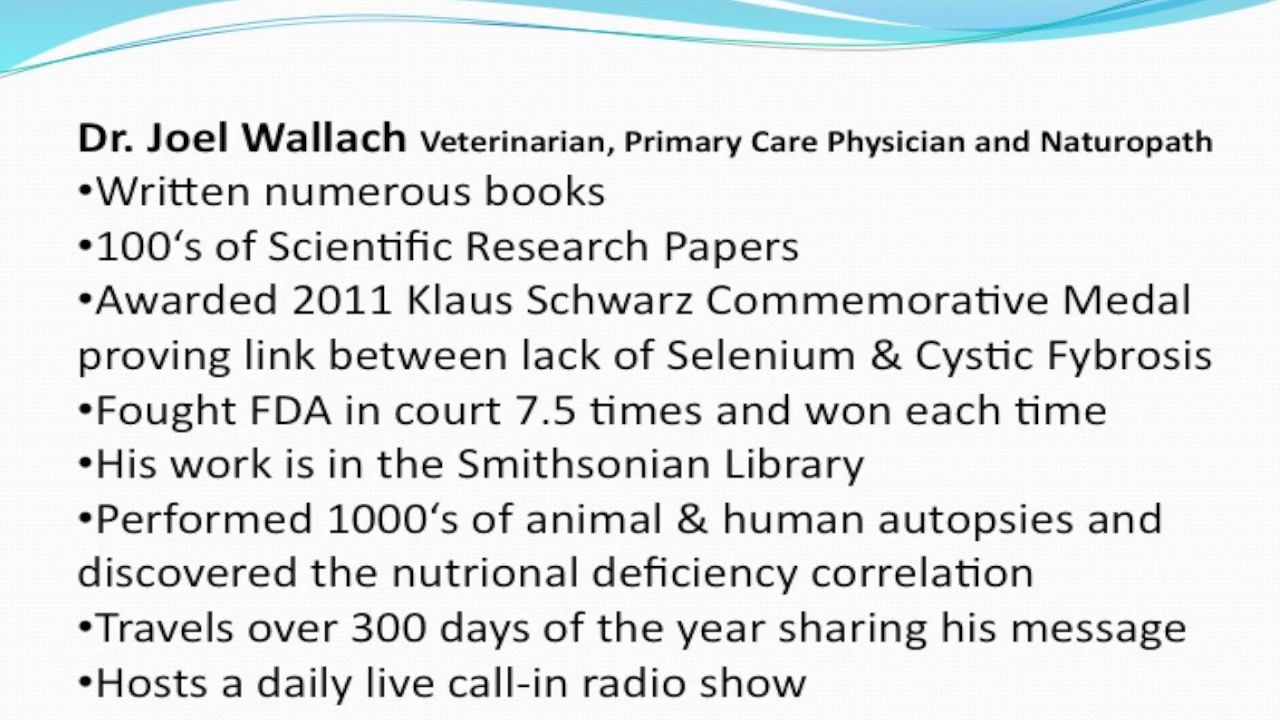 Dr. Joel Wallach Veterinarian, Primary Care Physician and Naturopath
•Written numerous books
•100‘s of Scientific Research Papers
•Awarded 2011 Klaus Schwarz Commemorative Medal
proving link between lack of Selenium & Cystic Fybrosis
•Fought FDA in court 7.5 times and won each time
•His work is in the Smithsonian Library
•Performed 1000‘s of animal & human autopsies and
discovered the nutrional deficiency correlation
•Travels over 300 days of the year sharing his message
•Hosts a daily live call-in radio show